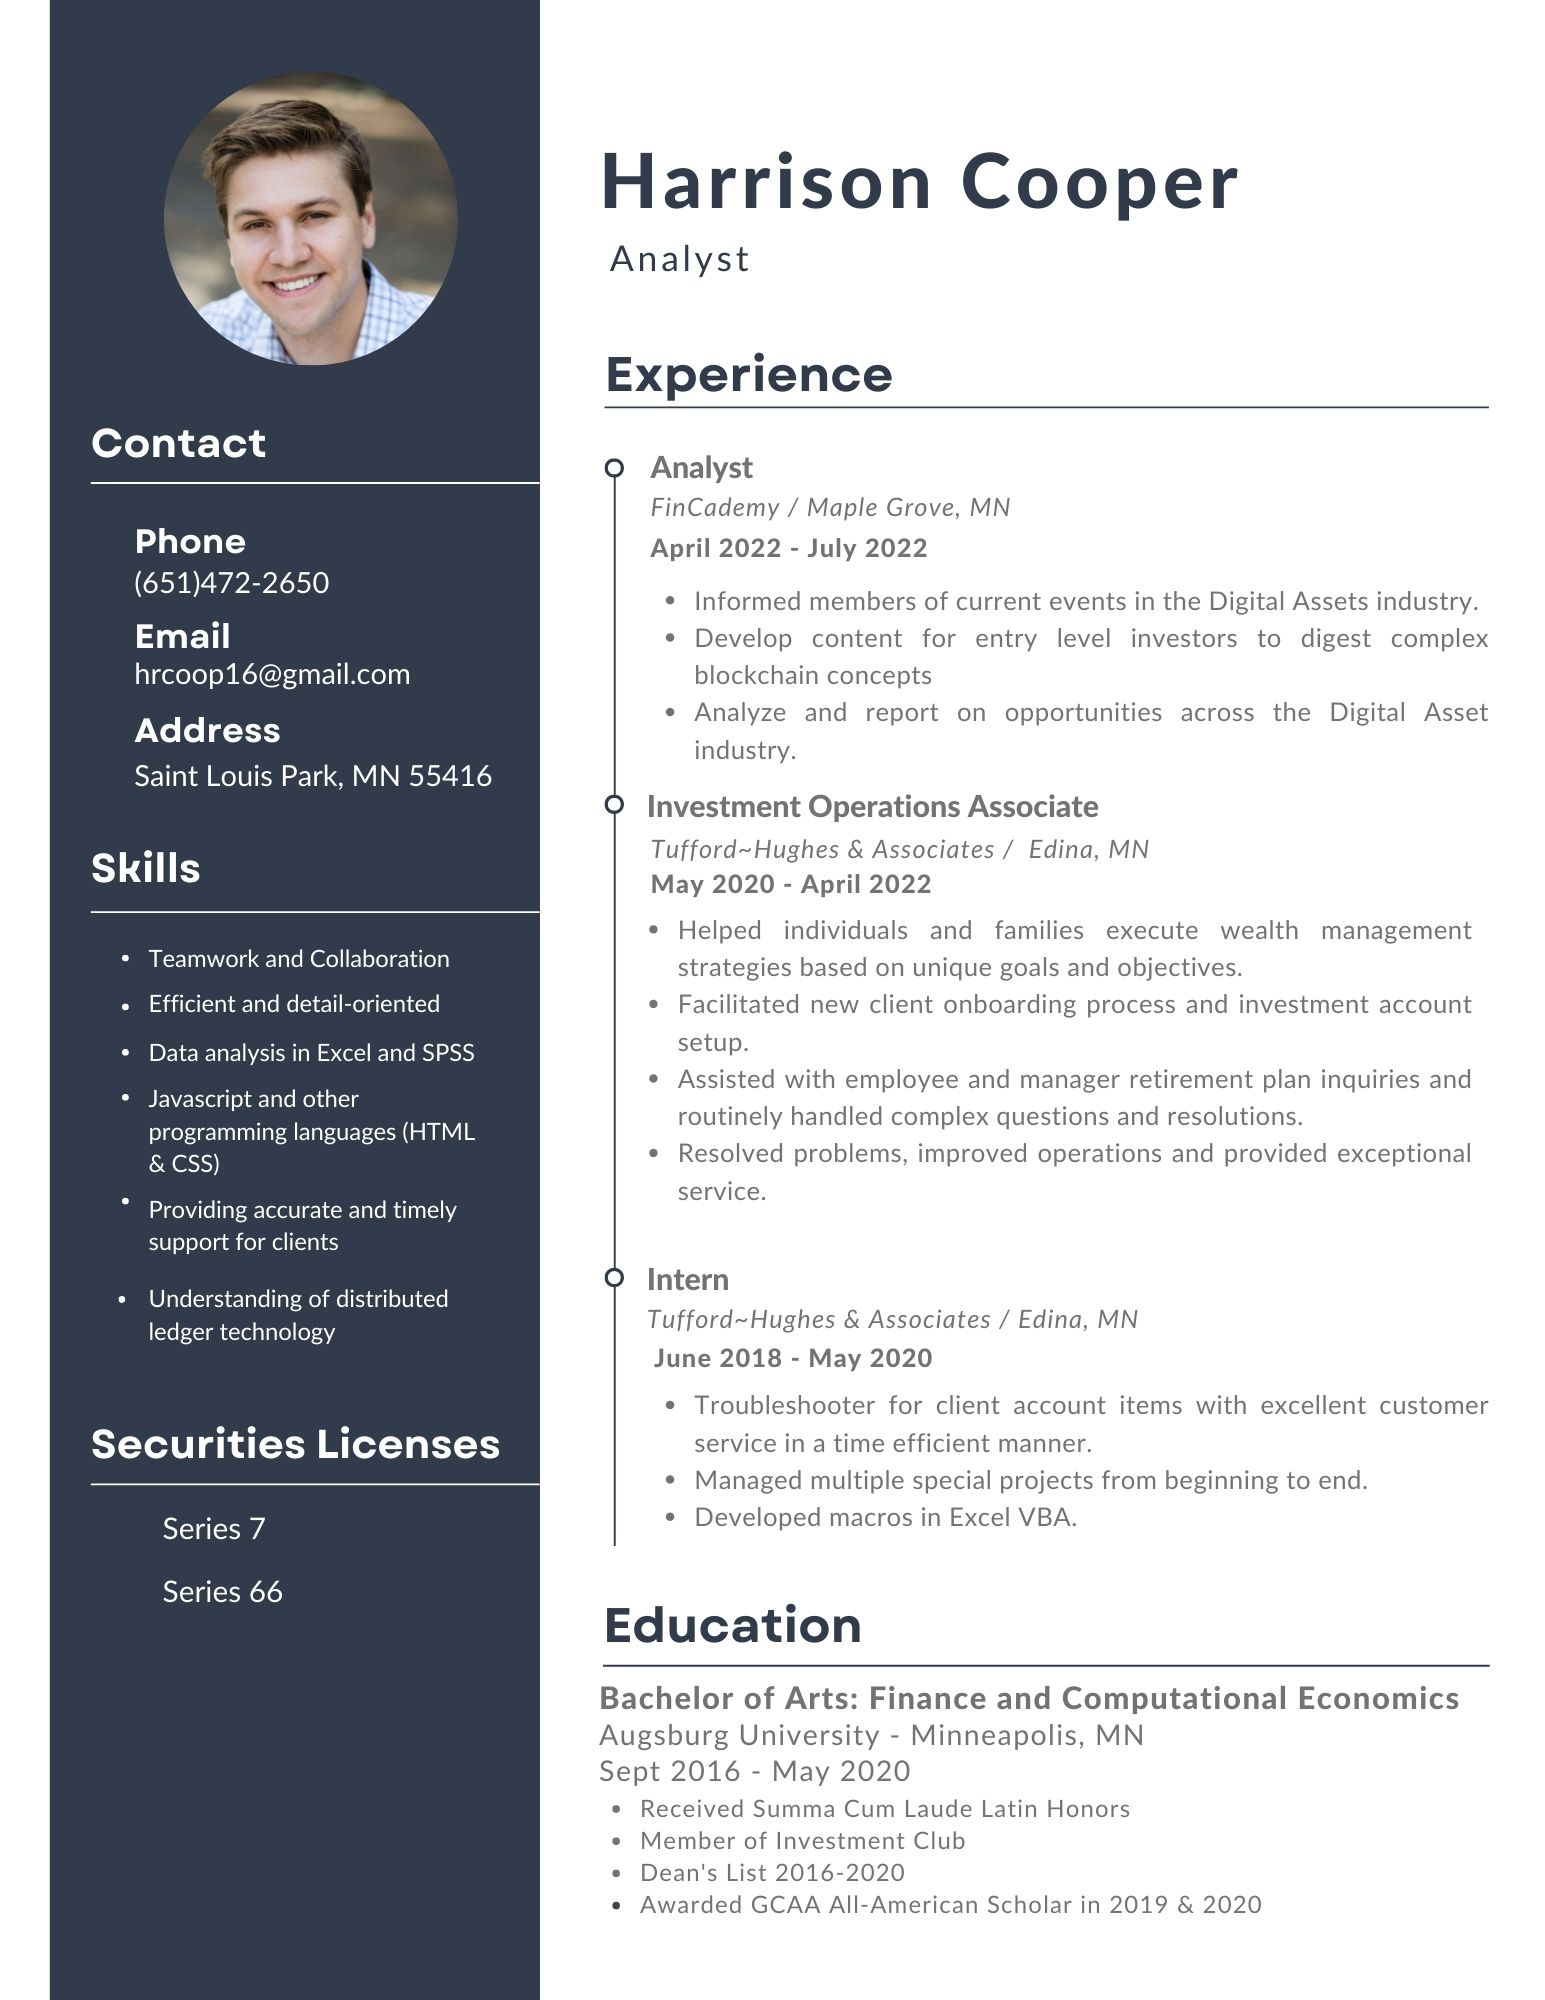 Harrison Cooper
Analyst
Contact
Phone
(651)472-2650
Email
hrcoop16@gmail.com
Address
Saint Louis Park, MN 55416
Skills
• Teamwork and Collaboration
• Efficient and detail-oriented
• Data analysis in Excel and SPSS
• Javascript and other
programming languages (HTML
& CSS)
• Providing accurate and timely
support for clients
• Understanding of distributed
ledger technology
Securities Licenses
Series 7
Series 66
Experience
Analyst
FinCademy / Maple Grove, MN
April 2022 - July 2022
• Informed members of current events in the Digital Assets industry.
• Develop content for entry level investors to digest complex
blockchain concepts
• Analyze and report on opportunities across the Digital Asset
industry.
Investment Operations Associate
Tufford~Hughes & Associates / Edina, MN
May 2020 - April 2022
• Helped individuals and families execute wealth management
strategies based on unique goals and objectives.
• Facilitated new client onboarding process and investment account
setup.
• Assisted with employee and manager retirement plan inquiries and
routinely handled complex questions and resolutions.
• Resolved problems, improved operations and provided exceptional
service.
Intern
Tufford~Hughes & Associates / Edina, MN
June 2018 - May 2020
• Troubleshooter for client account items with excellent customer
service in a time efficient manner.
• Managed multiple special projects from beginning to end.
• Developed macros in Excel VBA.
Education
Bachelor of Arts: Finance and Computational Economics
Augsburg University - Minneapolis, MN
Sept 2016 - May 2020
• Received Summa Cum Laude Latin Honors
• Member of Investment Club
• Dean's List 2016-2020
• Awarded GCAA All-American Scholar in 2019 & 2020